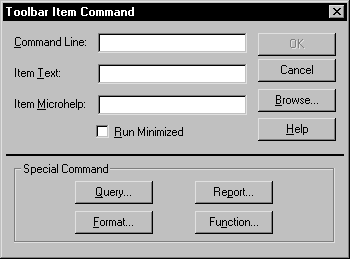 Toolbar Item Command
Command Line:
OK
Item Text:
Cancel
Item Microhelp:
Browse...
Run Minimized
Help
Special Command
Query...
Report...
Format...
Function...